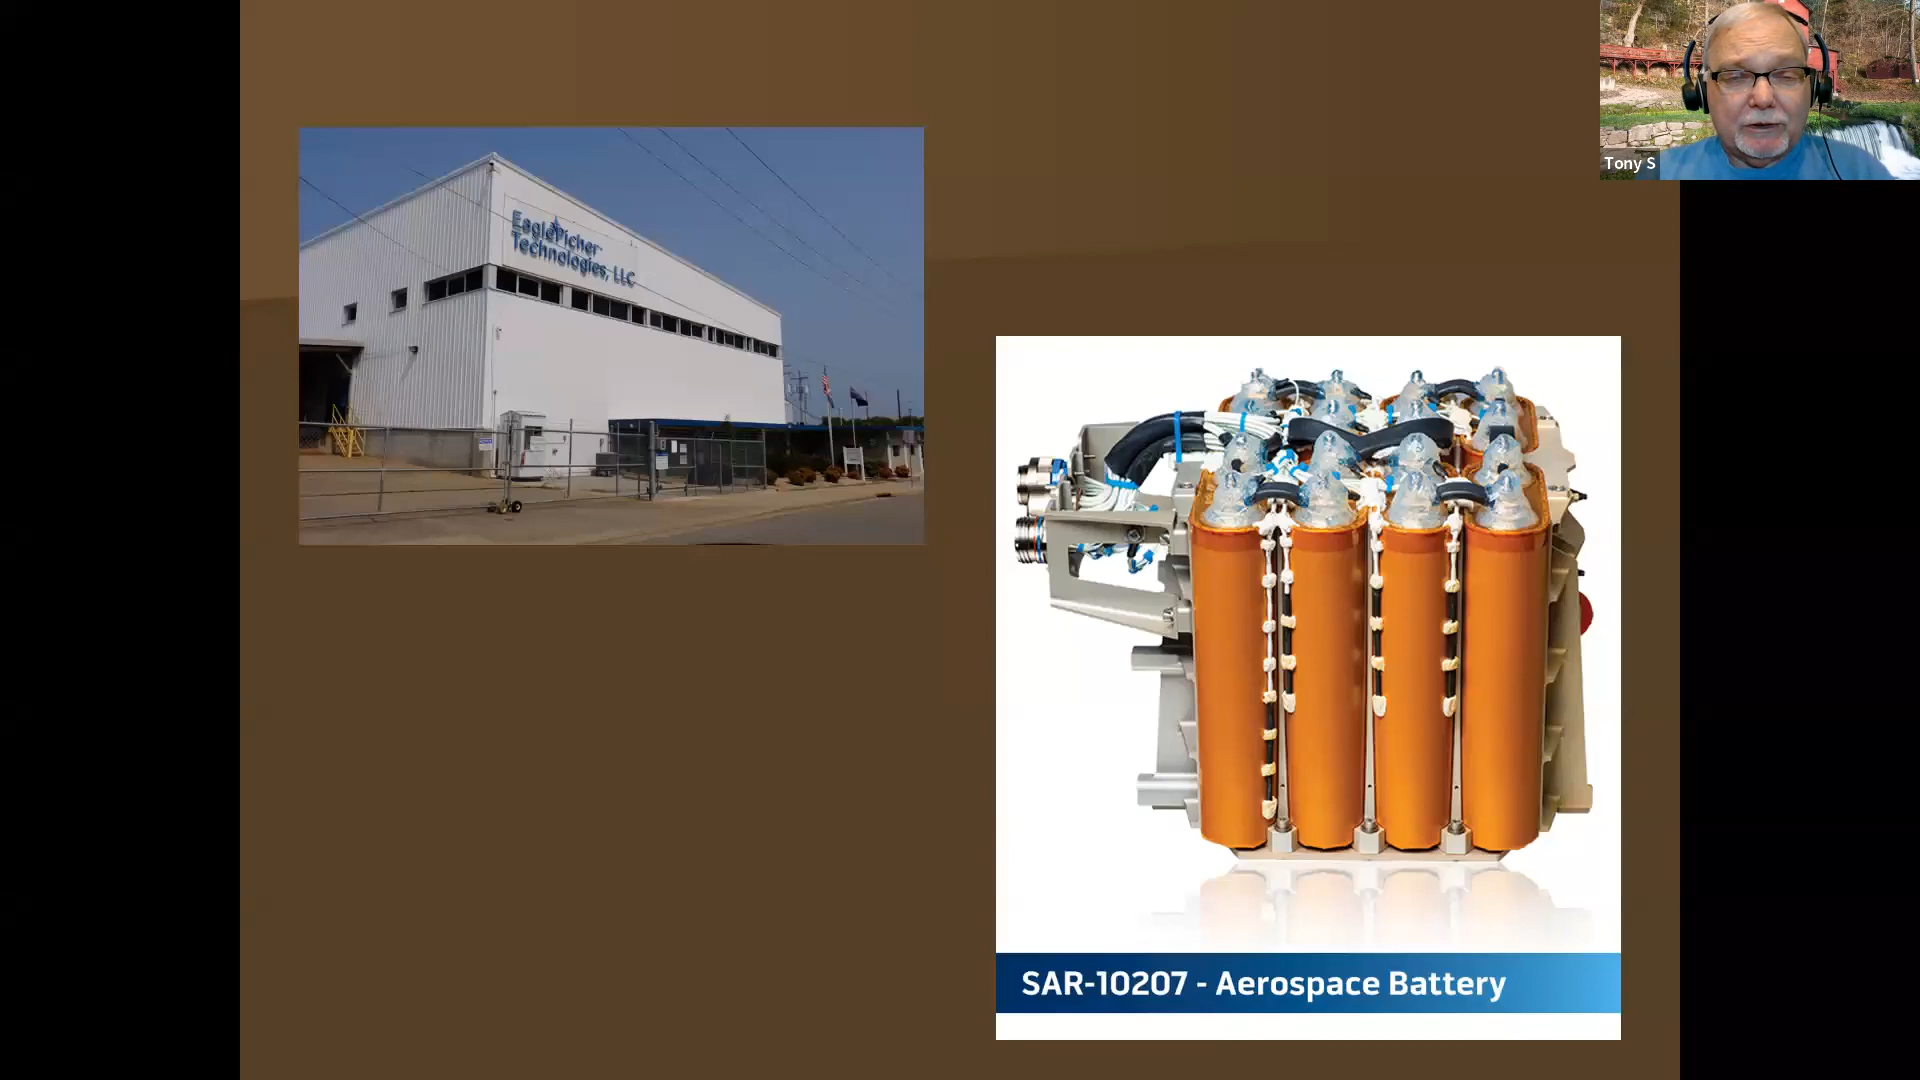 EaglePicher
Technologies, LLC
Tony S
SAR-10207 - Aerospace Battery